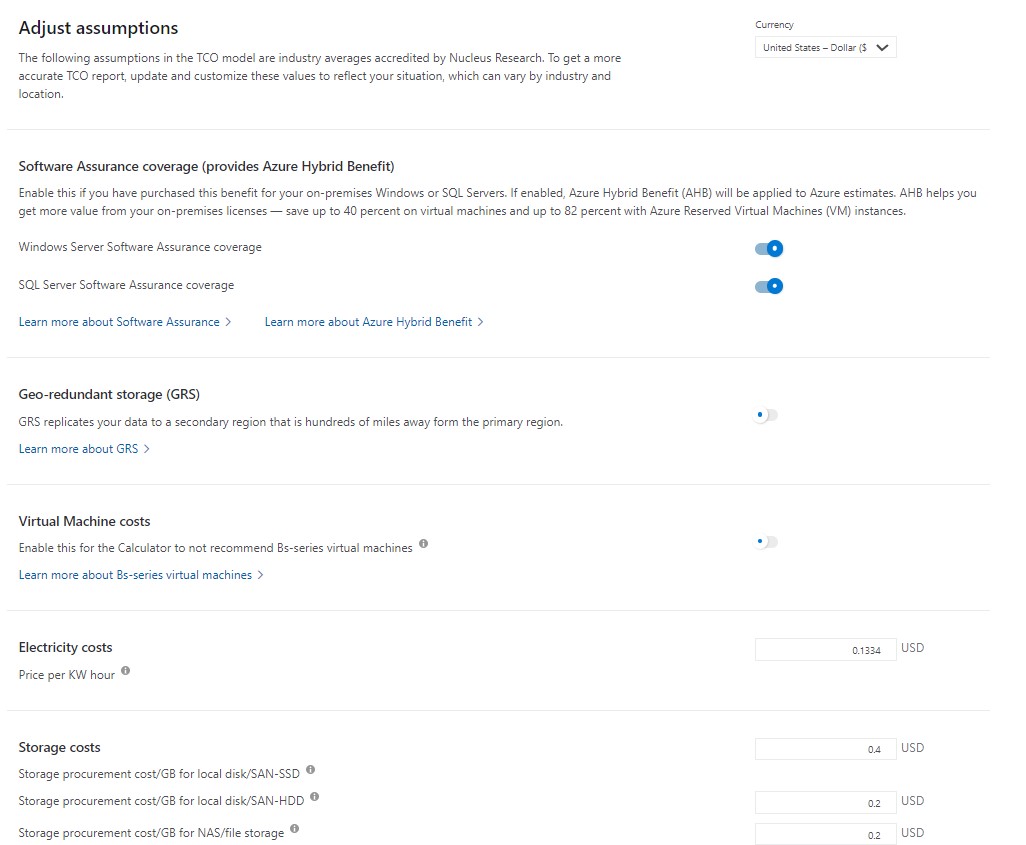 Adjust assumptions
Currency
United States – Dollar ($
The following assumptions in the TCO model are industry averages accredited by Nucleus Research. To get a more
accurate TCO report, update and customize these values to reflect your situation, which can vary by industry and
location.
Software Assurance coverage (provides Azure Hybrid Benefit)
Enable this if you have purchased this benefit for your on-premises Windows or SQL Servers. If enabled, Azure Hybrid Benefit (AHB) will be applied to Azure estimates. AHB helps you
get more value from your on-premises licenses — save up to 40 percent on virtual machines and up to 82 percent with Azure Reserved Virtual Machines (VM) instances.
Windows Server Software Assurance coverage
SQL Server Software Assurance coverage
Learn more about Software Assurance > Learn more about Azure Hybrid Benefit >
Geo-redundant storage (GRS)
GRS replicates your data to a secondary region that is hundreds of miles away form the primary region.
Learn more about GRS >
Virtual Machine costs
Enable this for the Calculator to not recommend Bs-series virtual machines
Learn more about Bs-series virtual machines >
Electricity costs
0.1334 USD
Price per KW hour
Storage costs
0.4 USD
Storage procurement cost/GB for local disk/SAN-SSD
Storage procurement cost/GB for local disk/SAN-HDD 0.2 USD
Storage procurement cost/GB for NAS/file storage 0.2 USD